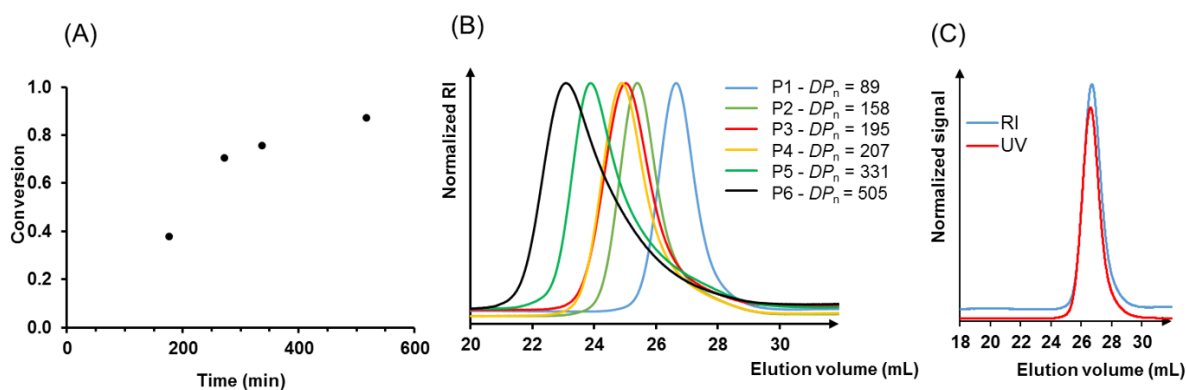 (A)
1.0
0.8
0.6
0.4
0.2
0.0
0
200
400
600
Conversion
Time (min)
(B)
Normalized RI
P1 - DPn = 89
P2 - DPn = 158
P3 - DPn = 195
P4 - DPn = 207
P5 - DPn = 331
P6 - DPn = 505
20
22
24
26
28
30
Elution volume (mL)
(C)
Normalized signal
RI
UV
18
20
22
24
26
28
30
Elution volume (mL)